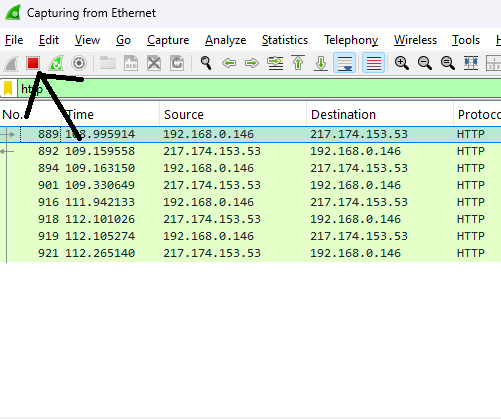 Capturing from Ethernet
File Edit View Go Capture Analyze Statistics Telephony Wireless Tools H
http
No. Time Source Destination Protoco
889 108.995914 192.168.0.146 217.174.153.53 HTTP
892 109.159558 217.174.153.53 192.168.0.146 HTTP
894 109.163150 192.168.0.146 217.174.153.53 HTTP
901 109.330649 217.174.153.53 192.168.0.146 HTTP
916 111.942133 192.168.0.146 217.174.153.53 HTTP
918 112.101026 217.174.153.53 192.168.0.146 HTTP
919 112.105274 192.168.0.146 217.174.153.53 HTTP
921 112.265140 217.174.153.53 192.168.0.146 HTTP